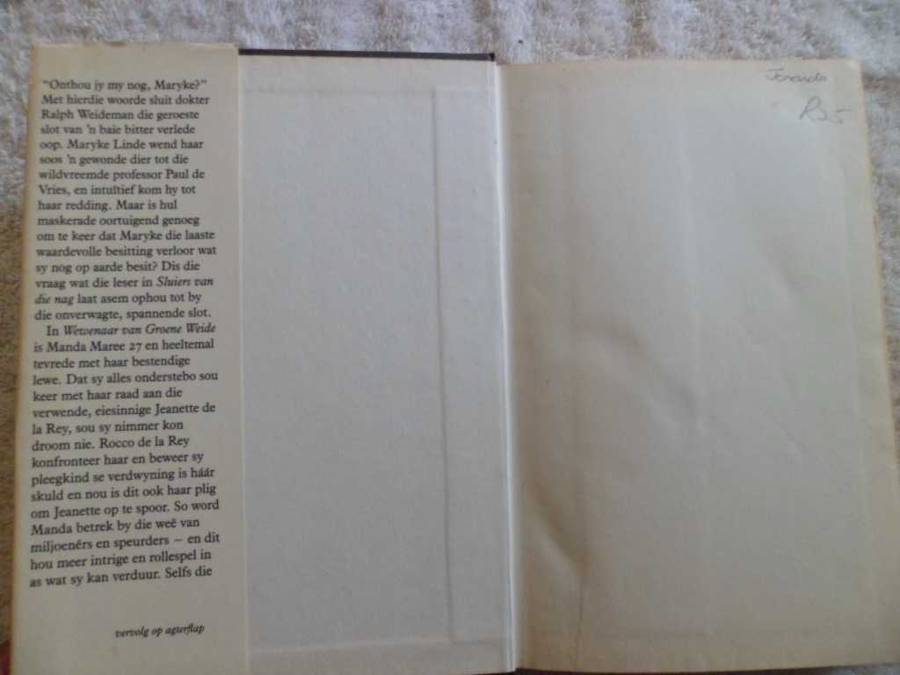 “Onthou jy my nog, Maryke?”
Met hierdie woorde sluit dokter
Ralph Weideman die geroeste
slot van ’n baie bitter verlede
oop. Maryke Linde wend haar
soos ’n gewonde dier tot die
wildvreemde professor Paul de
Vries, en intuïtief kom hy tot
haar redding. Maar is hul
maskerade oortuigend genoeg
om te keer dat Maryke die laaste
waardevolle besitting verloor wat
sy nog op aarde besit? Dis die
vraag wat die leser in Sluiers van
die nag laat asem ophou tot by
die onverwagte, spannende slot.
In Wewenaar van Groene Weide
is Manda Maree 27 en heeltemal
tevrede met haar bestendige
lewe. Dat sy alles onderstebo sou
keer met haar raad aan die
verwende, eiesinnige Jeanette de
la Rey, sou sy nimmer kon
droom nie. Rocco de la Rey
konfronteer haar en beweer sy
pleegkind se verdwyning is háár
skuld en nou is dit ook haar plig
om Jeanette op te spoor. So word
Manda betrek by die weë van
miljoenêrs en speurders – en dit
hou meer intrige en rollespel in
as wat sy kan verduur. Selfs die
vervolg op agterflap